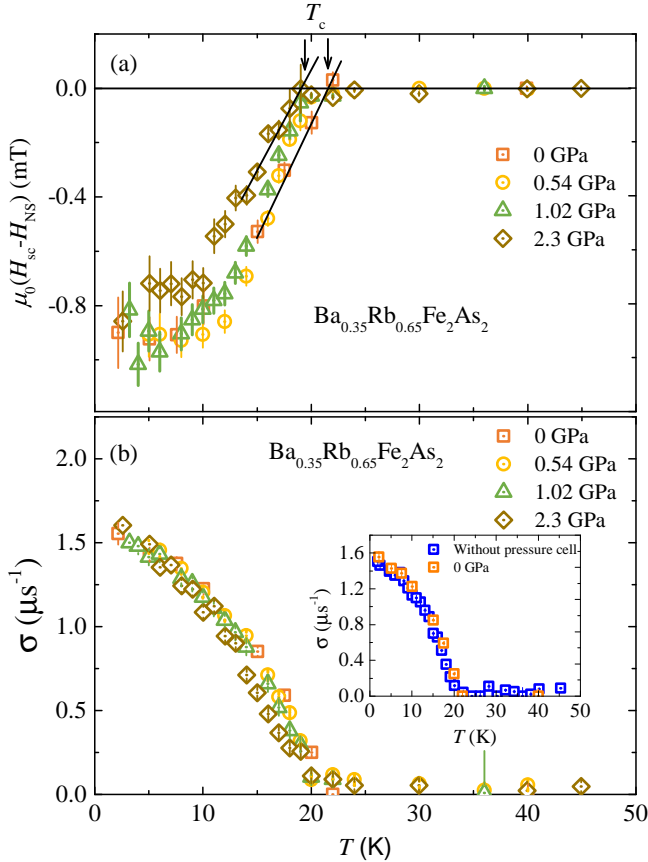 T_c
(a)
0.0
-0.4
-0.8
μ₀(H_sc-H_NS) (mT)
0 GPa
0.54 GPa
1.02 GPa
2.3 GPa
Ba₀.₃₅Rb₀.₆₅Fe₂As₂
(b)
Ba₀.₃₅Rb₀.₆₅Fe₂As₂
0 GPa
0.54 GPa
1.02 GPa
2.3 GPa
2.0
1.5
1.0
0.5
0.0
σ (μs⁻¹)
Without pressure cell
0 GPa
1.6
1.2
0.8
0.4
0.0
σ (μs⁻¹)
0 10 20 30 40 50
T (K)
0 10 20 30 40 50
T (K)